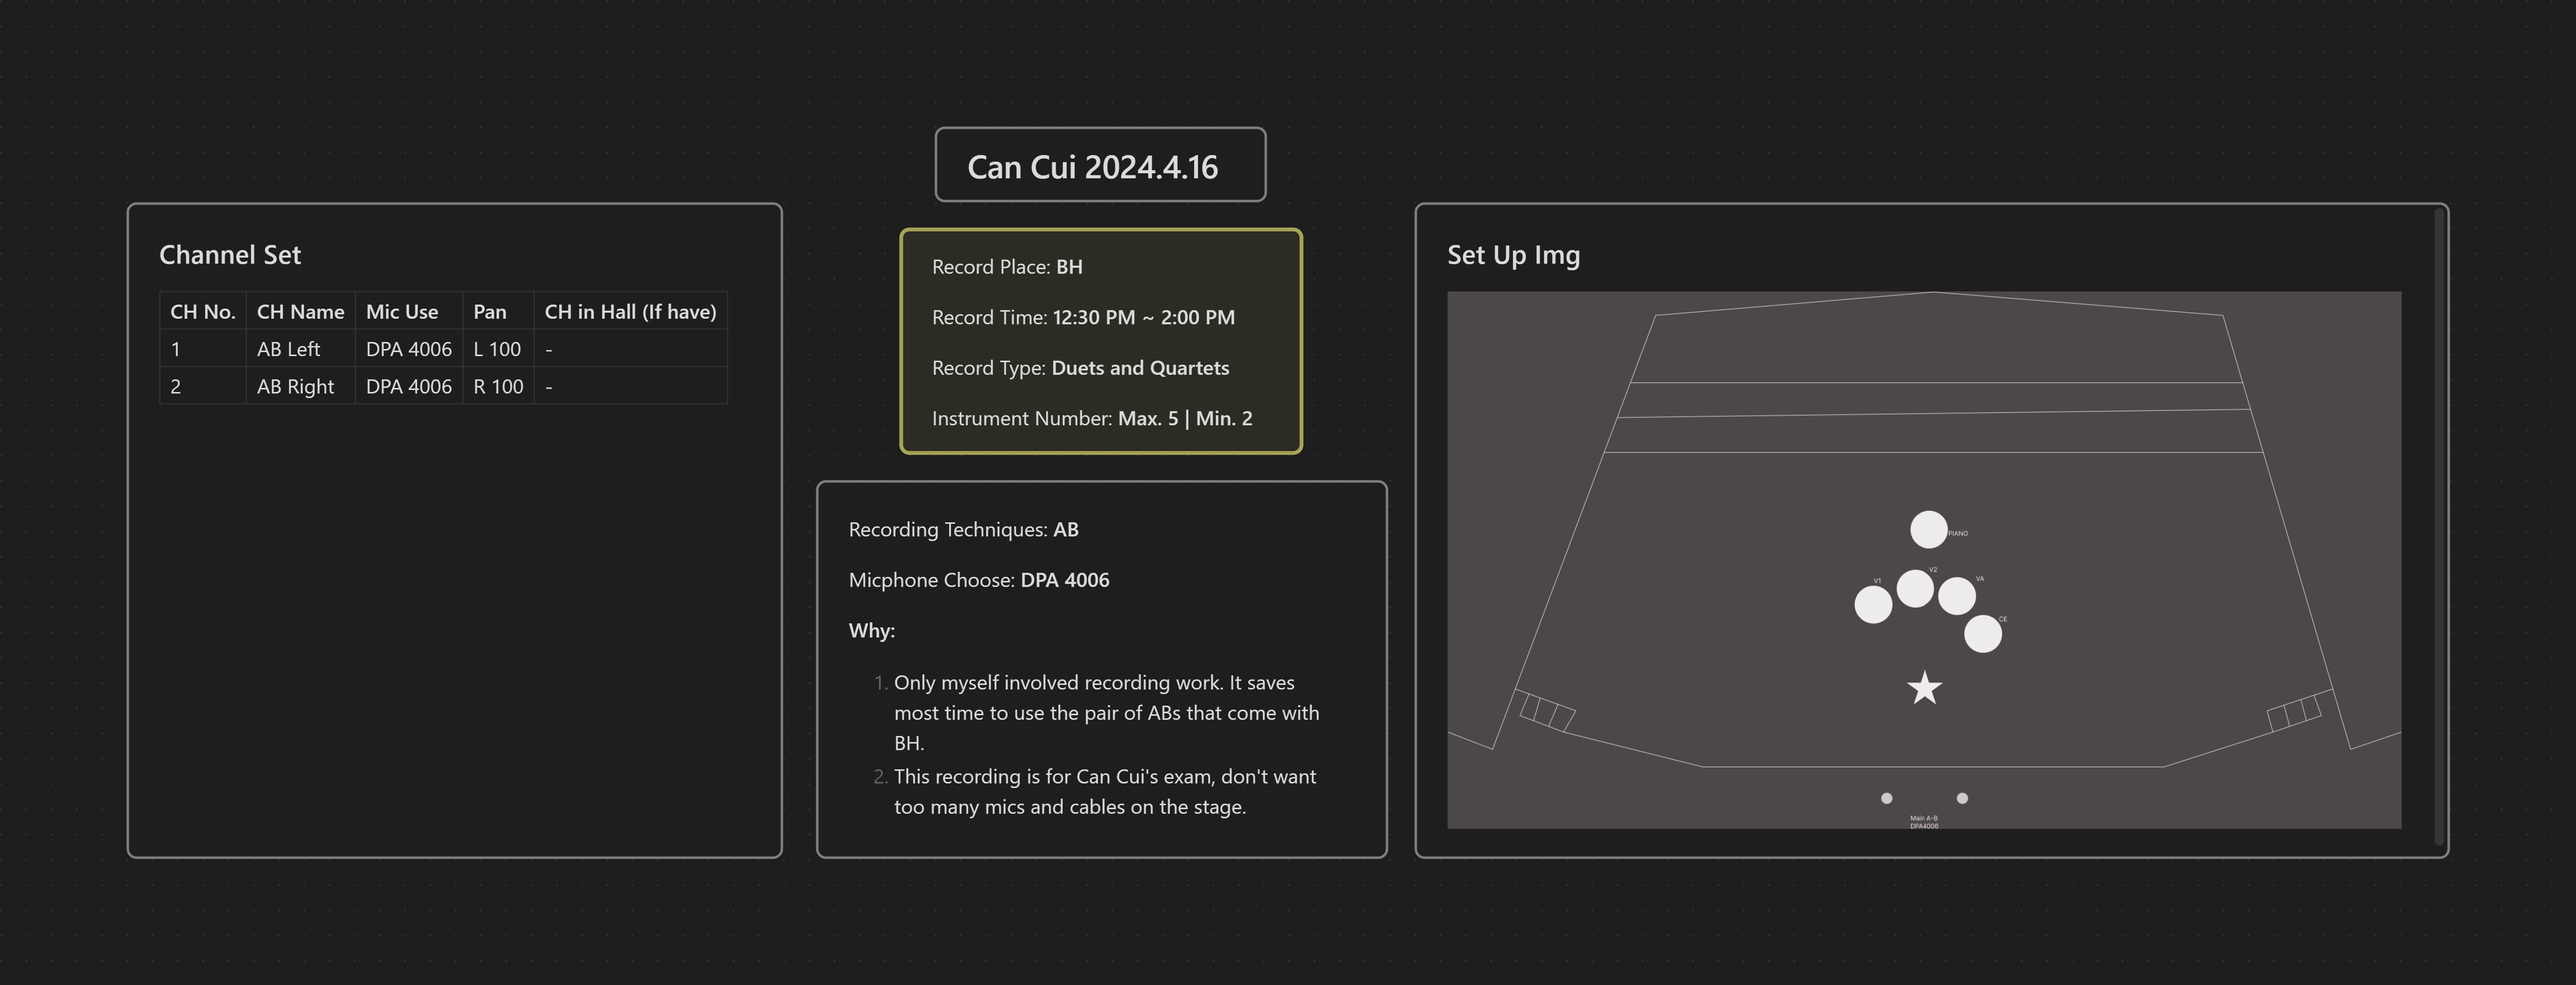 Can Cui 2024.4.16
Channel Set
CH No. CH Name Mic Use Pan CH in Hall (If have)
1 AB Left DPA 4006 L 100 -
2 AB Right DPA 4006 R 100 -
Record Place: BH
Record Time: 12:30 PM ~ 2:00 PM
Record Type: Duets and Quartets
Instrument Number: Max. 5 | Min. 2
Recording Techniques: AB
Micphone Choose: DPA 4006
Why:
1. Only myself involved recording work. It saves
most time to use the pair of ABs that come with
BH.
2. This recording is for Can Cui's exam, don't want
too many mics and cables on the stage.
Set Up Img
PIANO
V1
V2
VA
CE
Main A-B
DPA4006